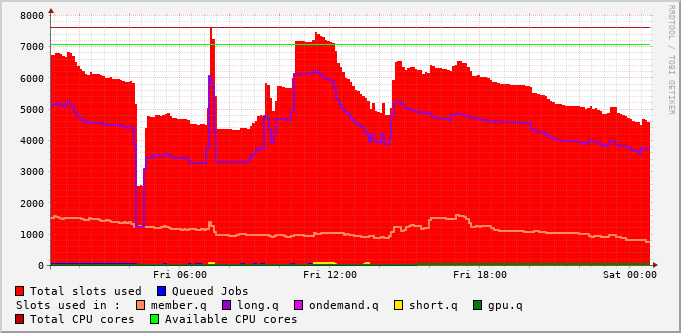 8000
7000
6000
5000
4000
3000
2000
1000
0
Fri 06:00 Fri 12:00 Fri 18:00 Sat 00:00
RRDTOOL / TOBI OETIKER
Total slots used Queued Jobs
Slots used in : member.q long.q ondemand.q short.q gpu.q
Total CPU cores Available CPU cores